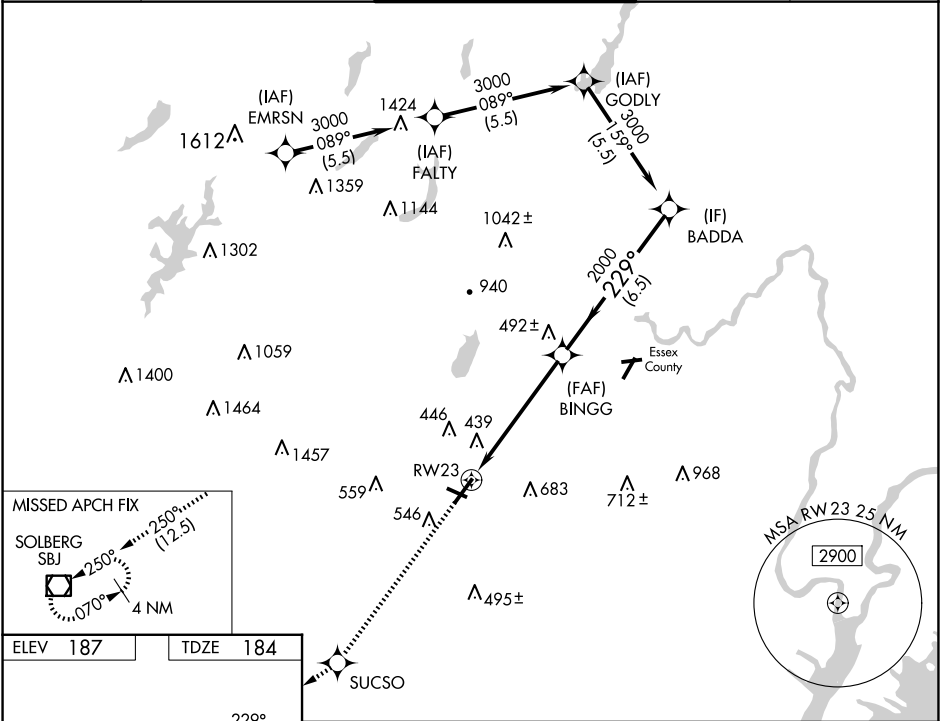 (IAF)
GODLY
3000
089°
(5.5)
(IAF)
EMRSN
3000
089°
(5.5)
1424
1612
(IAF)
FALTY
3000
159°
(5.5)
1359
1144
1042±
(IF)
BADDA
1302
2000
229°
(6.5)
940
492±
1059
Essex
County
1400
(FAF)
BINGG
1464
446
439
1457
RW23
968
559
683
712±
546
MISSED APCH FIX
250°
(12.5)
SOLBERG
SBJ
250°
070°
4 NM
MSA RW 23 25 NM
2900
495±
ELEV 187
TDZE 184
SUCSO
229°